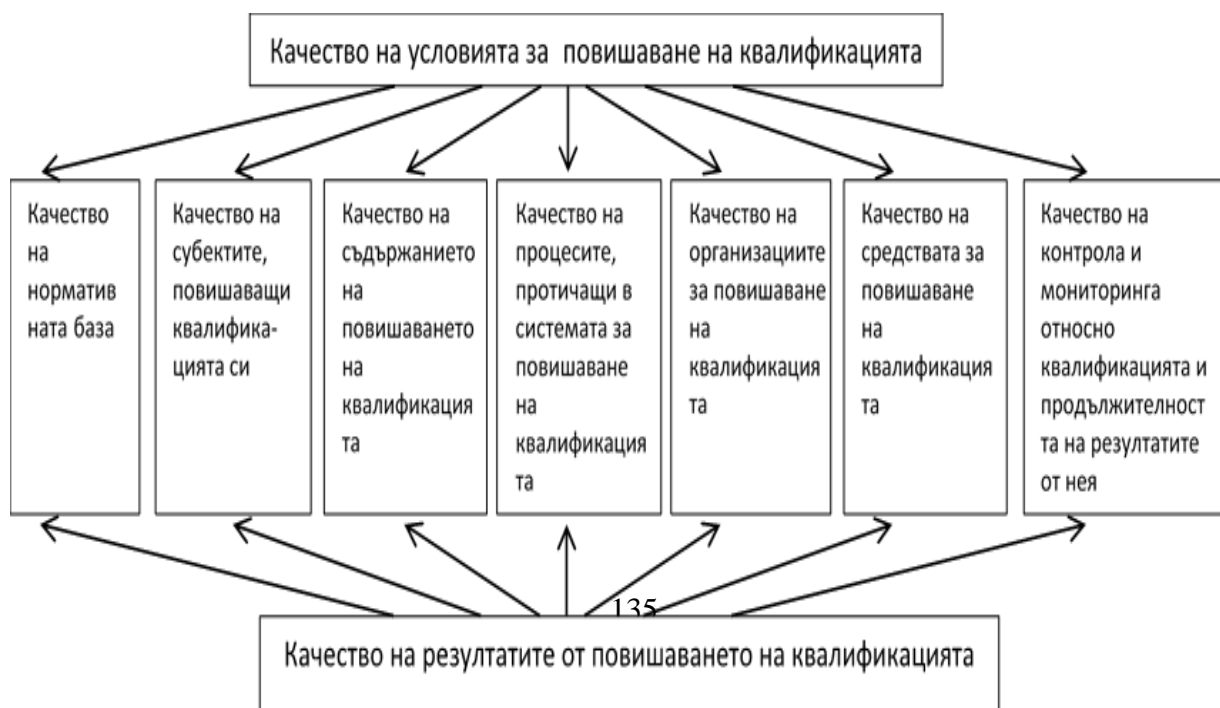 Качество на условията за повишаване на квалификацията
Качество
на
норматив
ната база
Качество на
субектите,
повишаващи
квалифика-
цията си
Качество на
съдържанието
на
повишаването
на
квалификация
та
Качество на
процесите,
протичащи в
системата за
повишаване
на
квалификация
та
Качество на
организациите
за повишаване
на
квалификация
та
Качество на
средствата за
повишаване
на
квалификация
та
Качество на
контрола и
мониторинга
относно
квалификацията и
продължителност
та на резултатите
от нея
135
Качество на резултатите от повишаването на квалификацията